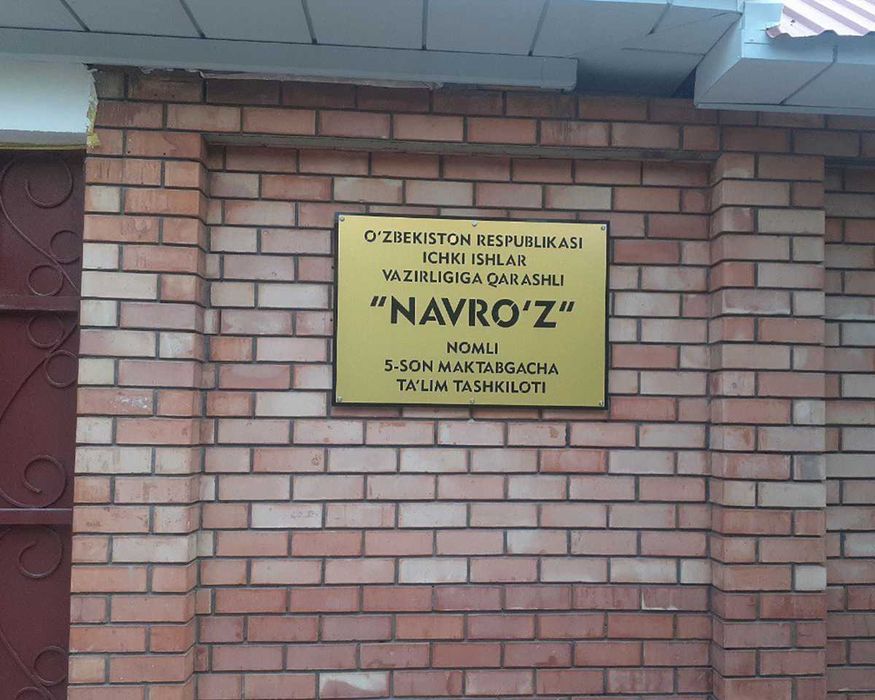 O‘ZBEKISTON RESPUBLIKASI
ICHKI ISHLAR
VAZIRLIGIGA QARASHLI
"NAVRO‘Z"
NOMLI
5-SON MAKTABGACHA
TA‘LIM TASHKILOTI